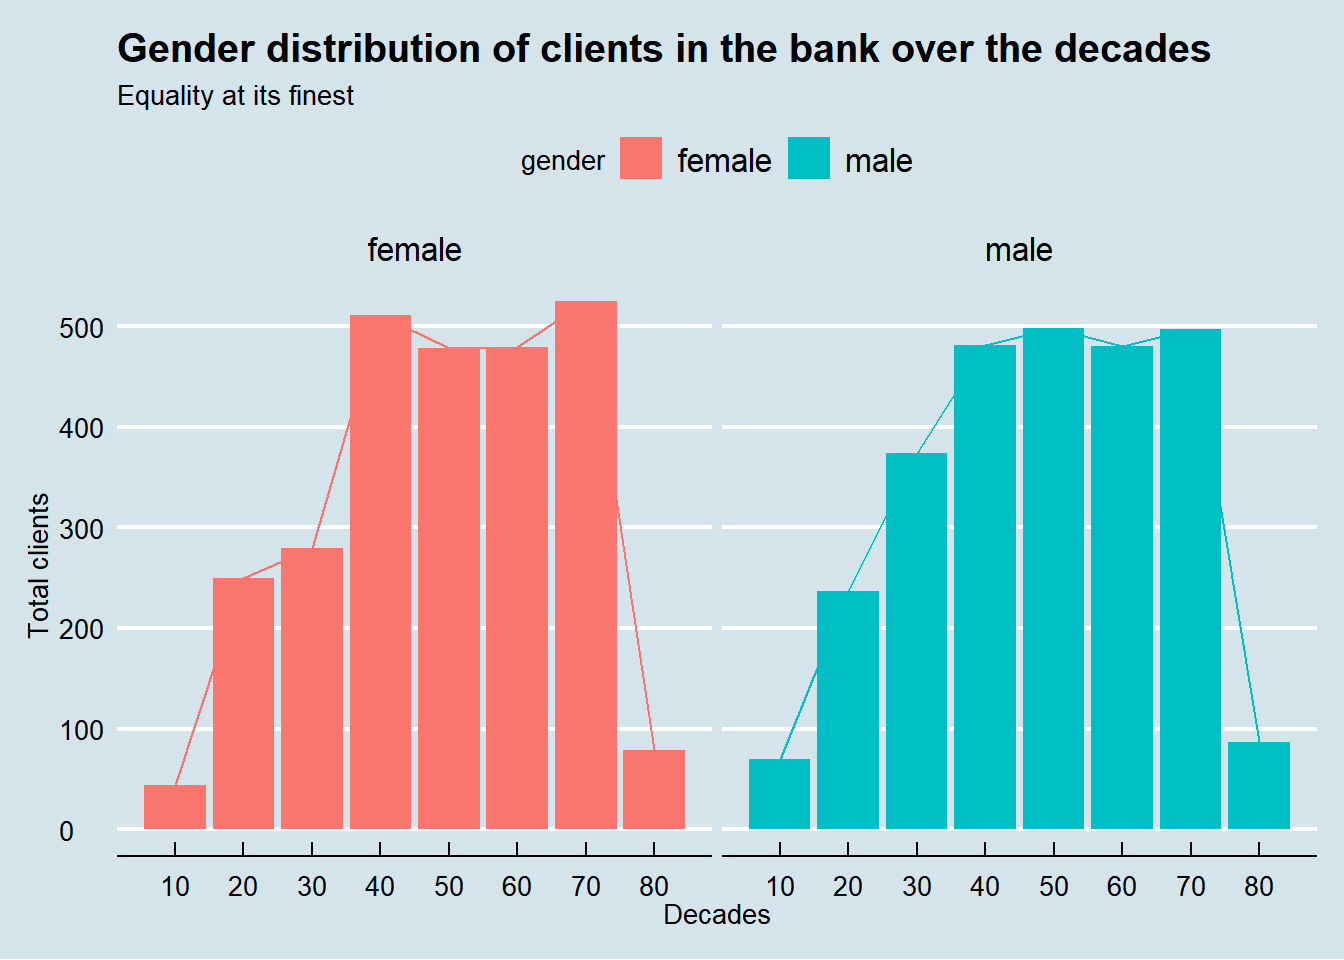 Gender distribution of clients in the bank over the decades
Equality at its finest
gender female male
female male
500
400
300
200
100
0
Total clients
10 20 30 40 50 60 70 80 10 20 30 40 50 60 70 80
Decades